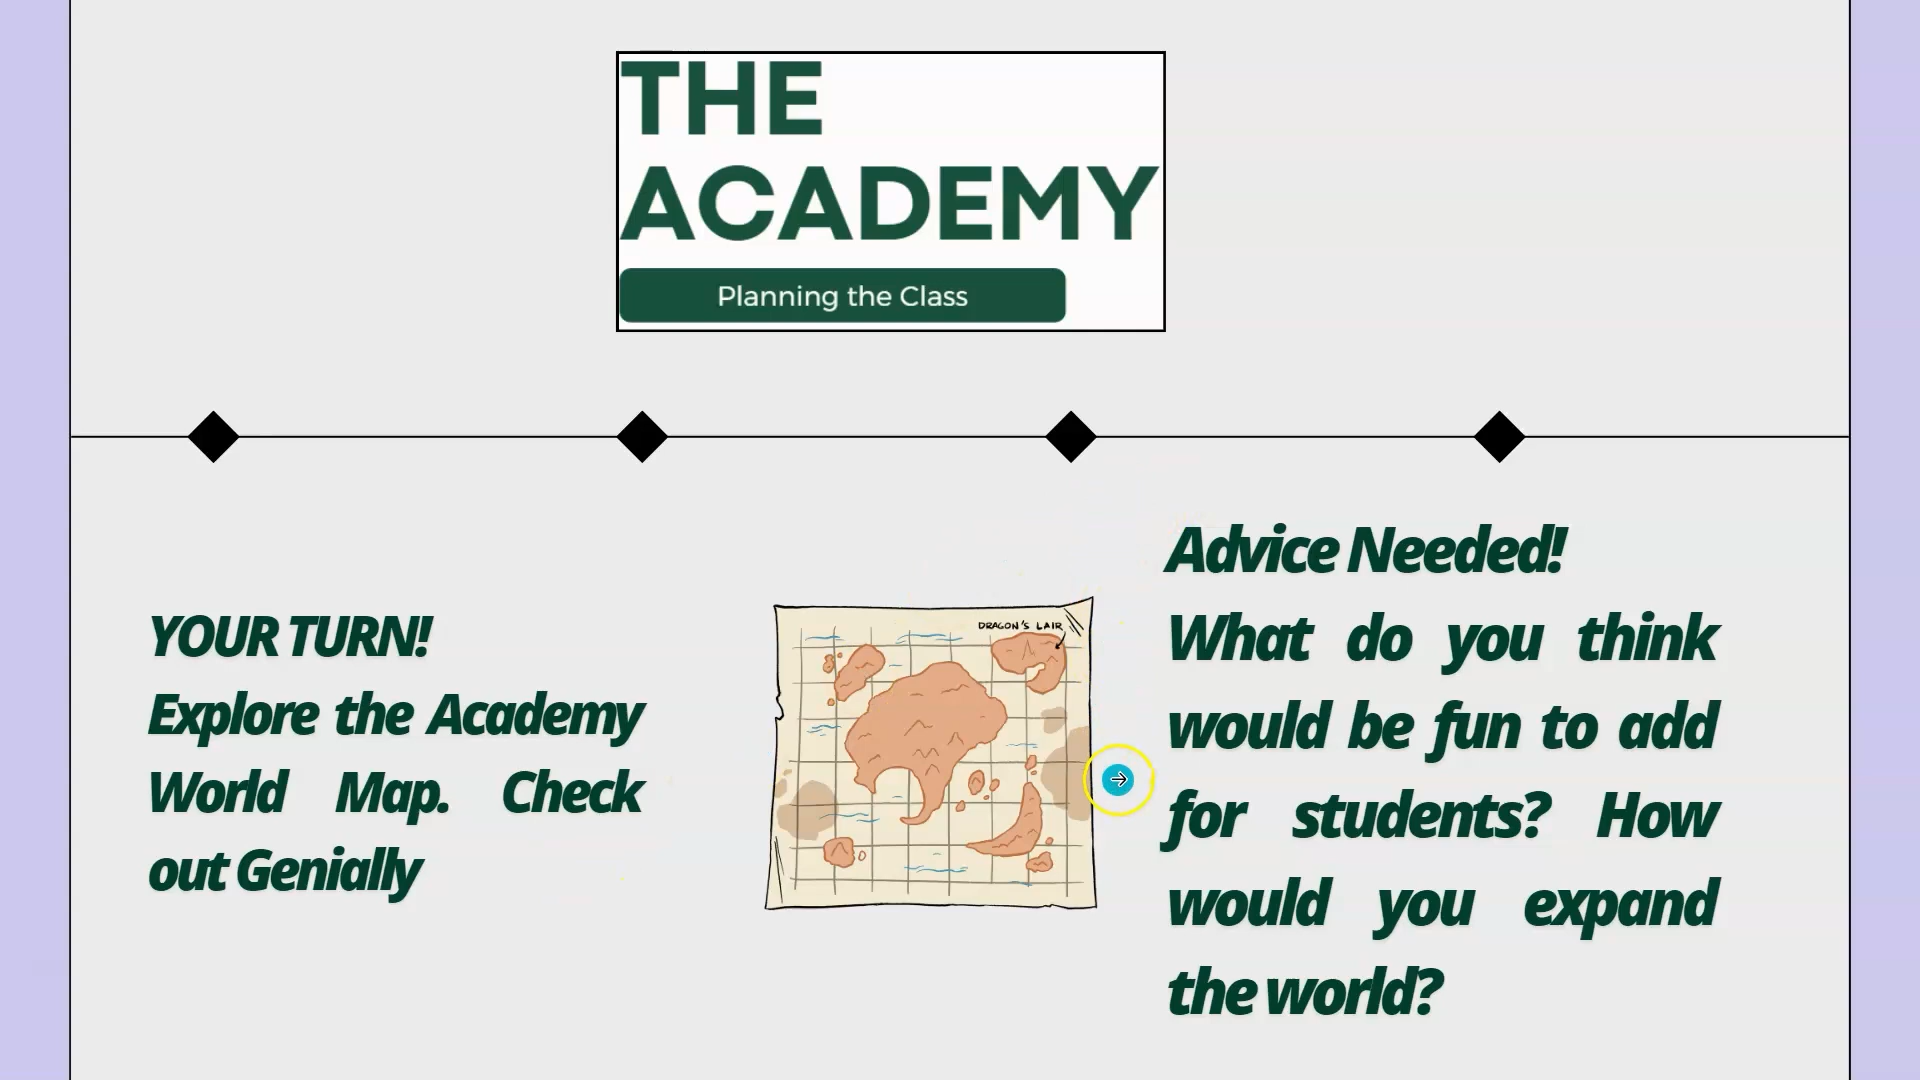 THE
ACADEMY
Planning the Class
YOUR TURN!
Explore the Academy
World Map. Check
out Genially
DRAGON'S LAIR
Advice Needed!
What do you think
would be fun to add
for students? How
would you expand
the world?